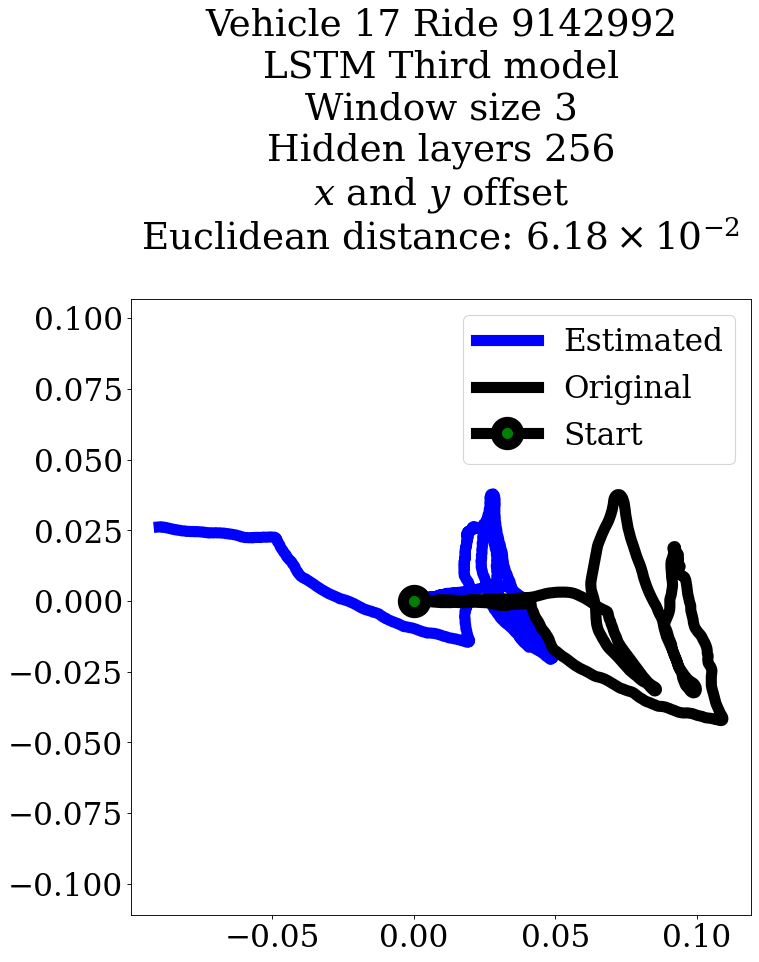 Vehicle 17 Ride 9142992
LSTM Third model
Window size 3
Hidden layers 256
x and y offset
Euclidean distance: 6.18 × 10⁻²
Estimated
Original
Start
0.100
0.075
0.050
0.025
0.000
−0.025
−0.050
−0.075
−0.100
−0.05 0.00 0.05 0.10